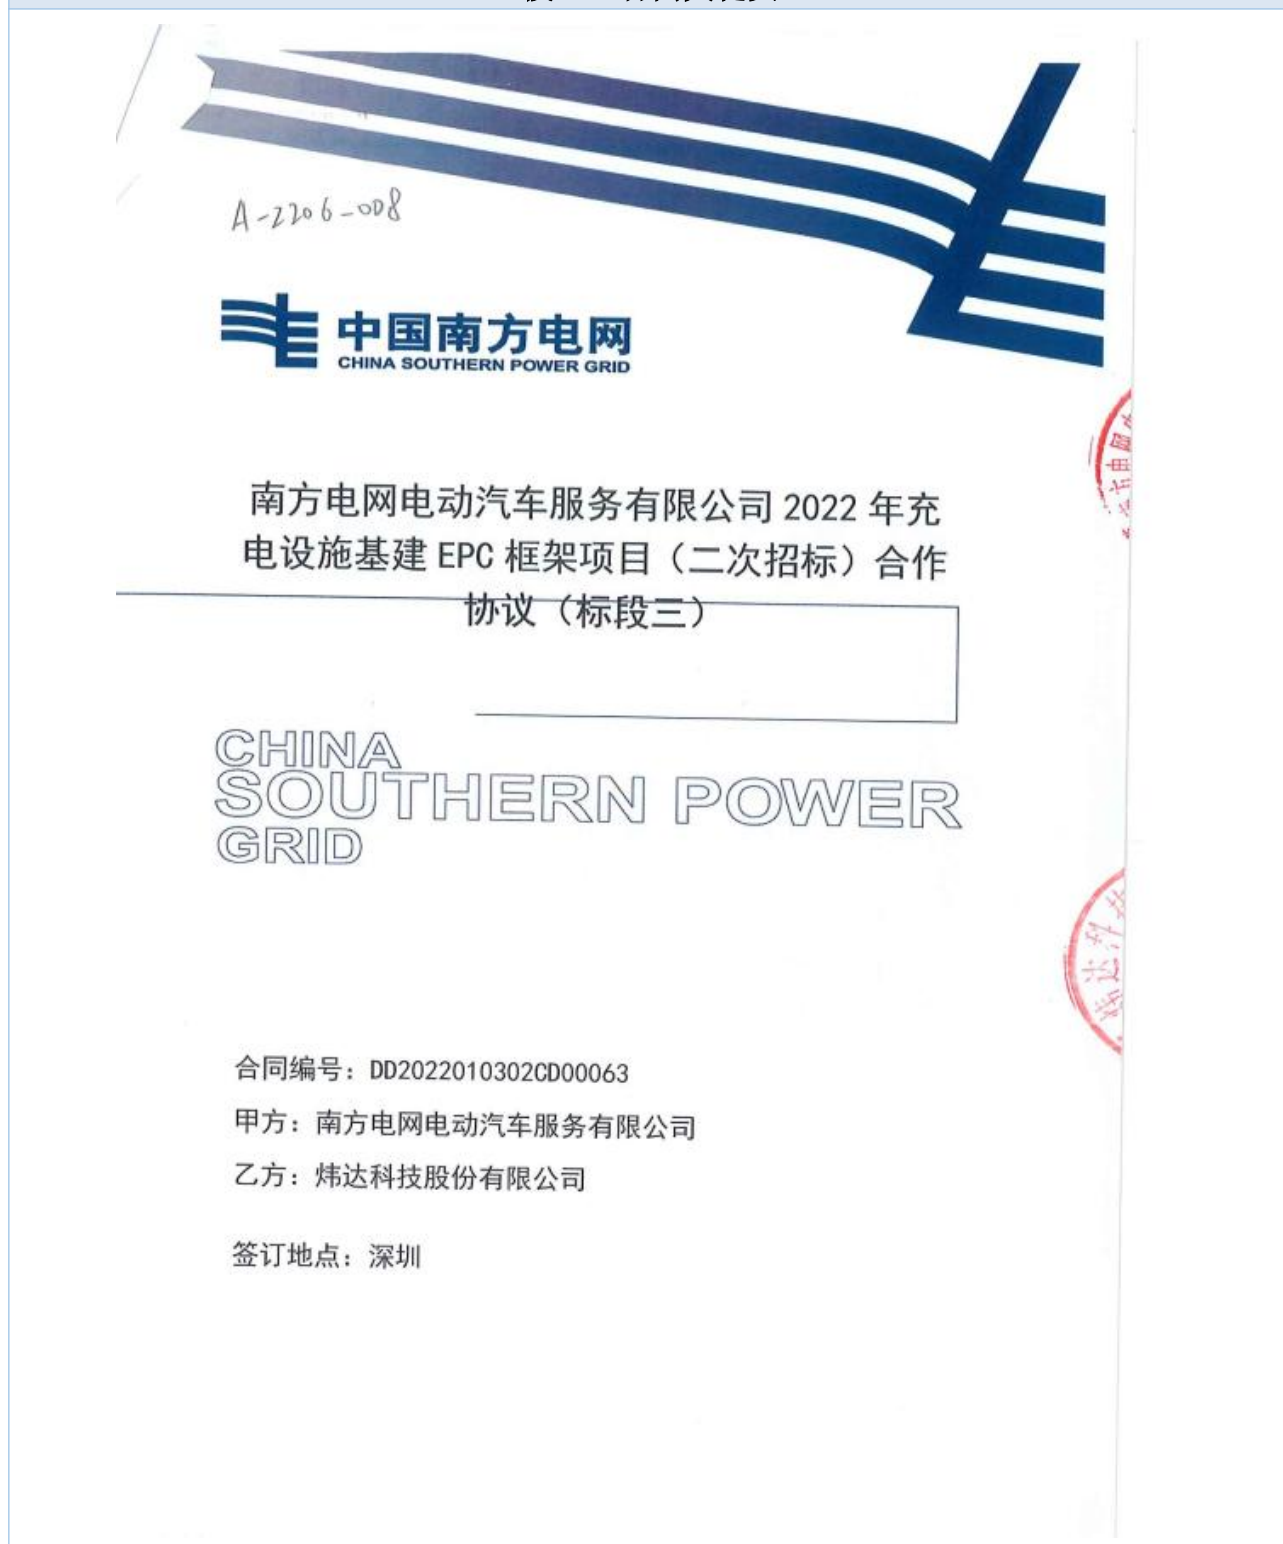 A-2206-008
中国南方电网
CHINA SOUTHERN POWER GRID
南方电网电动汽车服务有限公司 2022 年充
电设施基建 EPC 框架项目（二次招标）合作
协议（标段三）
CHINA
SOUTHERN POWER
GRID
炜达科技
合同编号：DD2022010302CD00063
甲方：南方电网电动汽车服务有限公司
乙方：炜达科技股份有限公司
签订地点：深圳